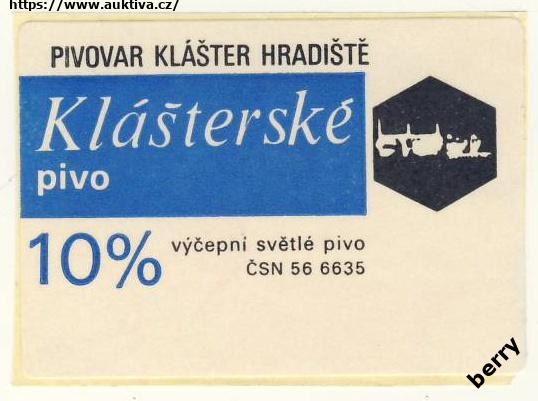 https://www.auktiva.cz/
PIVOVAR KLÁŠTER HRADIŠTĚ
Klášterské
pivo
10% výčepní světlé pivo
ČSN 56 6635
berry